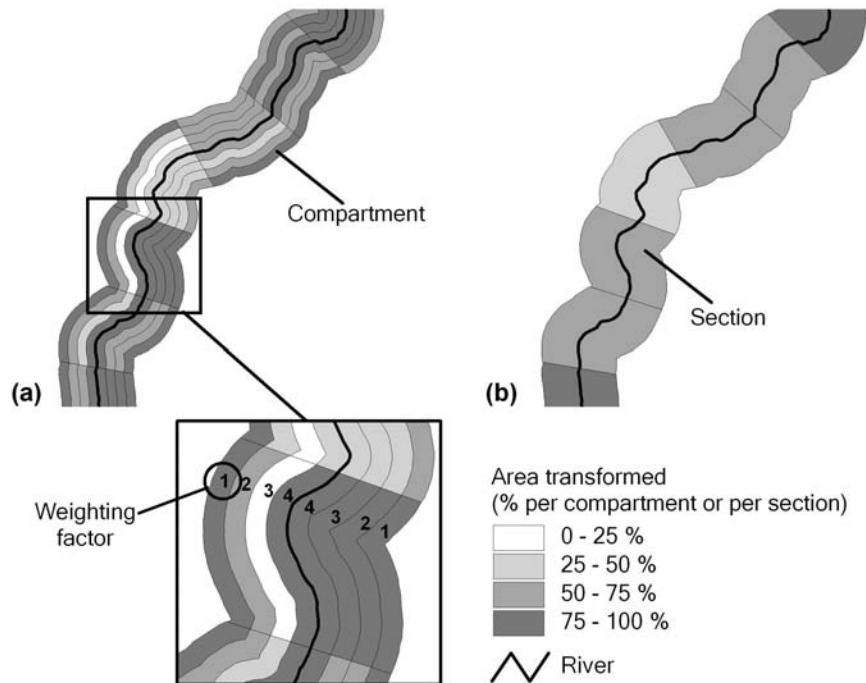 Compartment
Section
(a)
(b)
1 2 3 4 4 3 2 1
Weighting
factor
Area transformed
(% per compartment or per section)
0 - 25 %
25 - 50 %
50 - 75 %
75 - 100 %
River